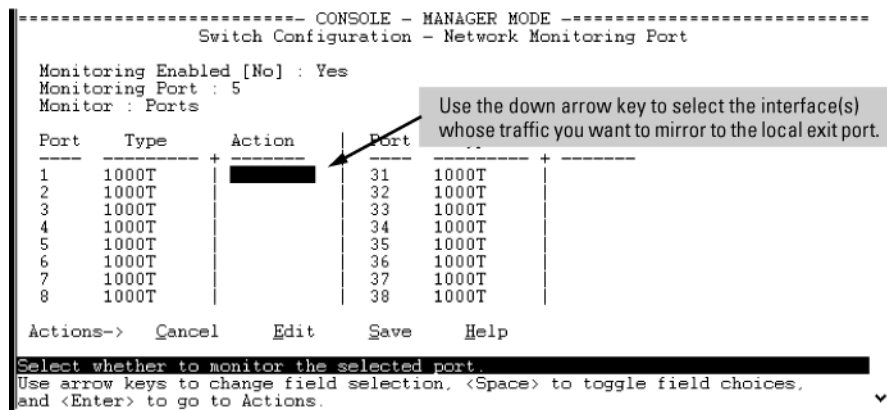 =========================- CONSOLE - MANAGER MODE -============================
Switch Configuration - Network Monitoring Port
Monitoring Enabled [No] : Yes
Monitoring Port : 5
Monitor : Ports
Use the down arrow key to select the interface(s)
whose traffic you want to mirror to the local exit port.
Port Type Action | Port
---- --------- + ------- | ---- --------- + -------
1 1000T | | 31 1000T |
2 1000T | | 32 1000T |
3 1000T | | 33 1000T |
4 1000T | | 34 1000T |
5 1000T | | 35 1000T |
6 1000T | | 36 1000T |
7 1000T | | 37 1000T |
8 1000T | | 38 1000T |
Actions-> Cancel Edit Save Help
Select whether to monitor the selected port.
Use arrow keys to change field selection, <Space> to toggle field choices,
and <Enter> to go to Actions.